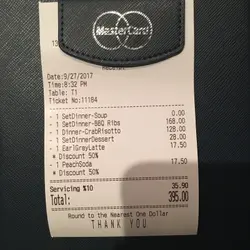 MasterCard
Date:9/27/2017
Time:8:32 PM
Table: T1
Ticket No:11184
- 1 SetDinner-Soup 0.00
- 1 SetDinner-BBQ Ribs 168.00
- 1 Dinner-CrabRisotto 128.00
- 1 SetDinnerDessert 28.00
- 1 EarlGreyLatte 17.50
* Discount 50%
- 1 PeachSoda 17.50
* Discount 50%
Servicing %10 35.90
Total: 395.00
Round to the Nearest One Dollar
THANK YOU